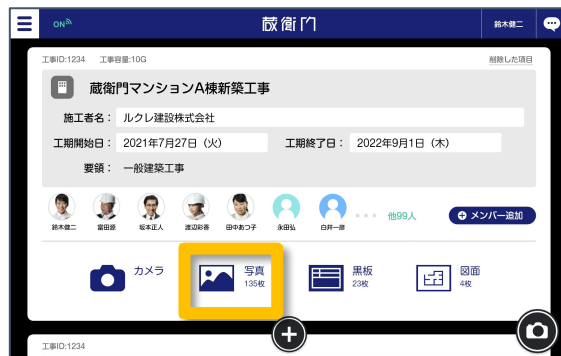 ON
蔵衛門
鈴木健二
工事ID:1234 工事容量:10G
削除した項目
蔵衛門マンションA棟新築工事
施工者名: ルクレ建設株式会社
工期開始日: 2021年7月27日(火) 工期終了日: 2022年9月1日(木)
要領: 一般建築工事
鈴木健二 富田源 坂本正人 渡辺彩香 田中あつ子 永田弘 白井一彦 他99人
メンバー追加
カメラ
写真
135枚
黒板
23枚
図面
4枚
工事ID:1234